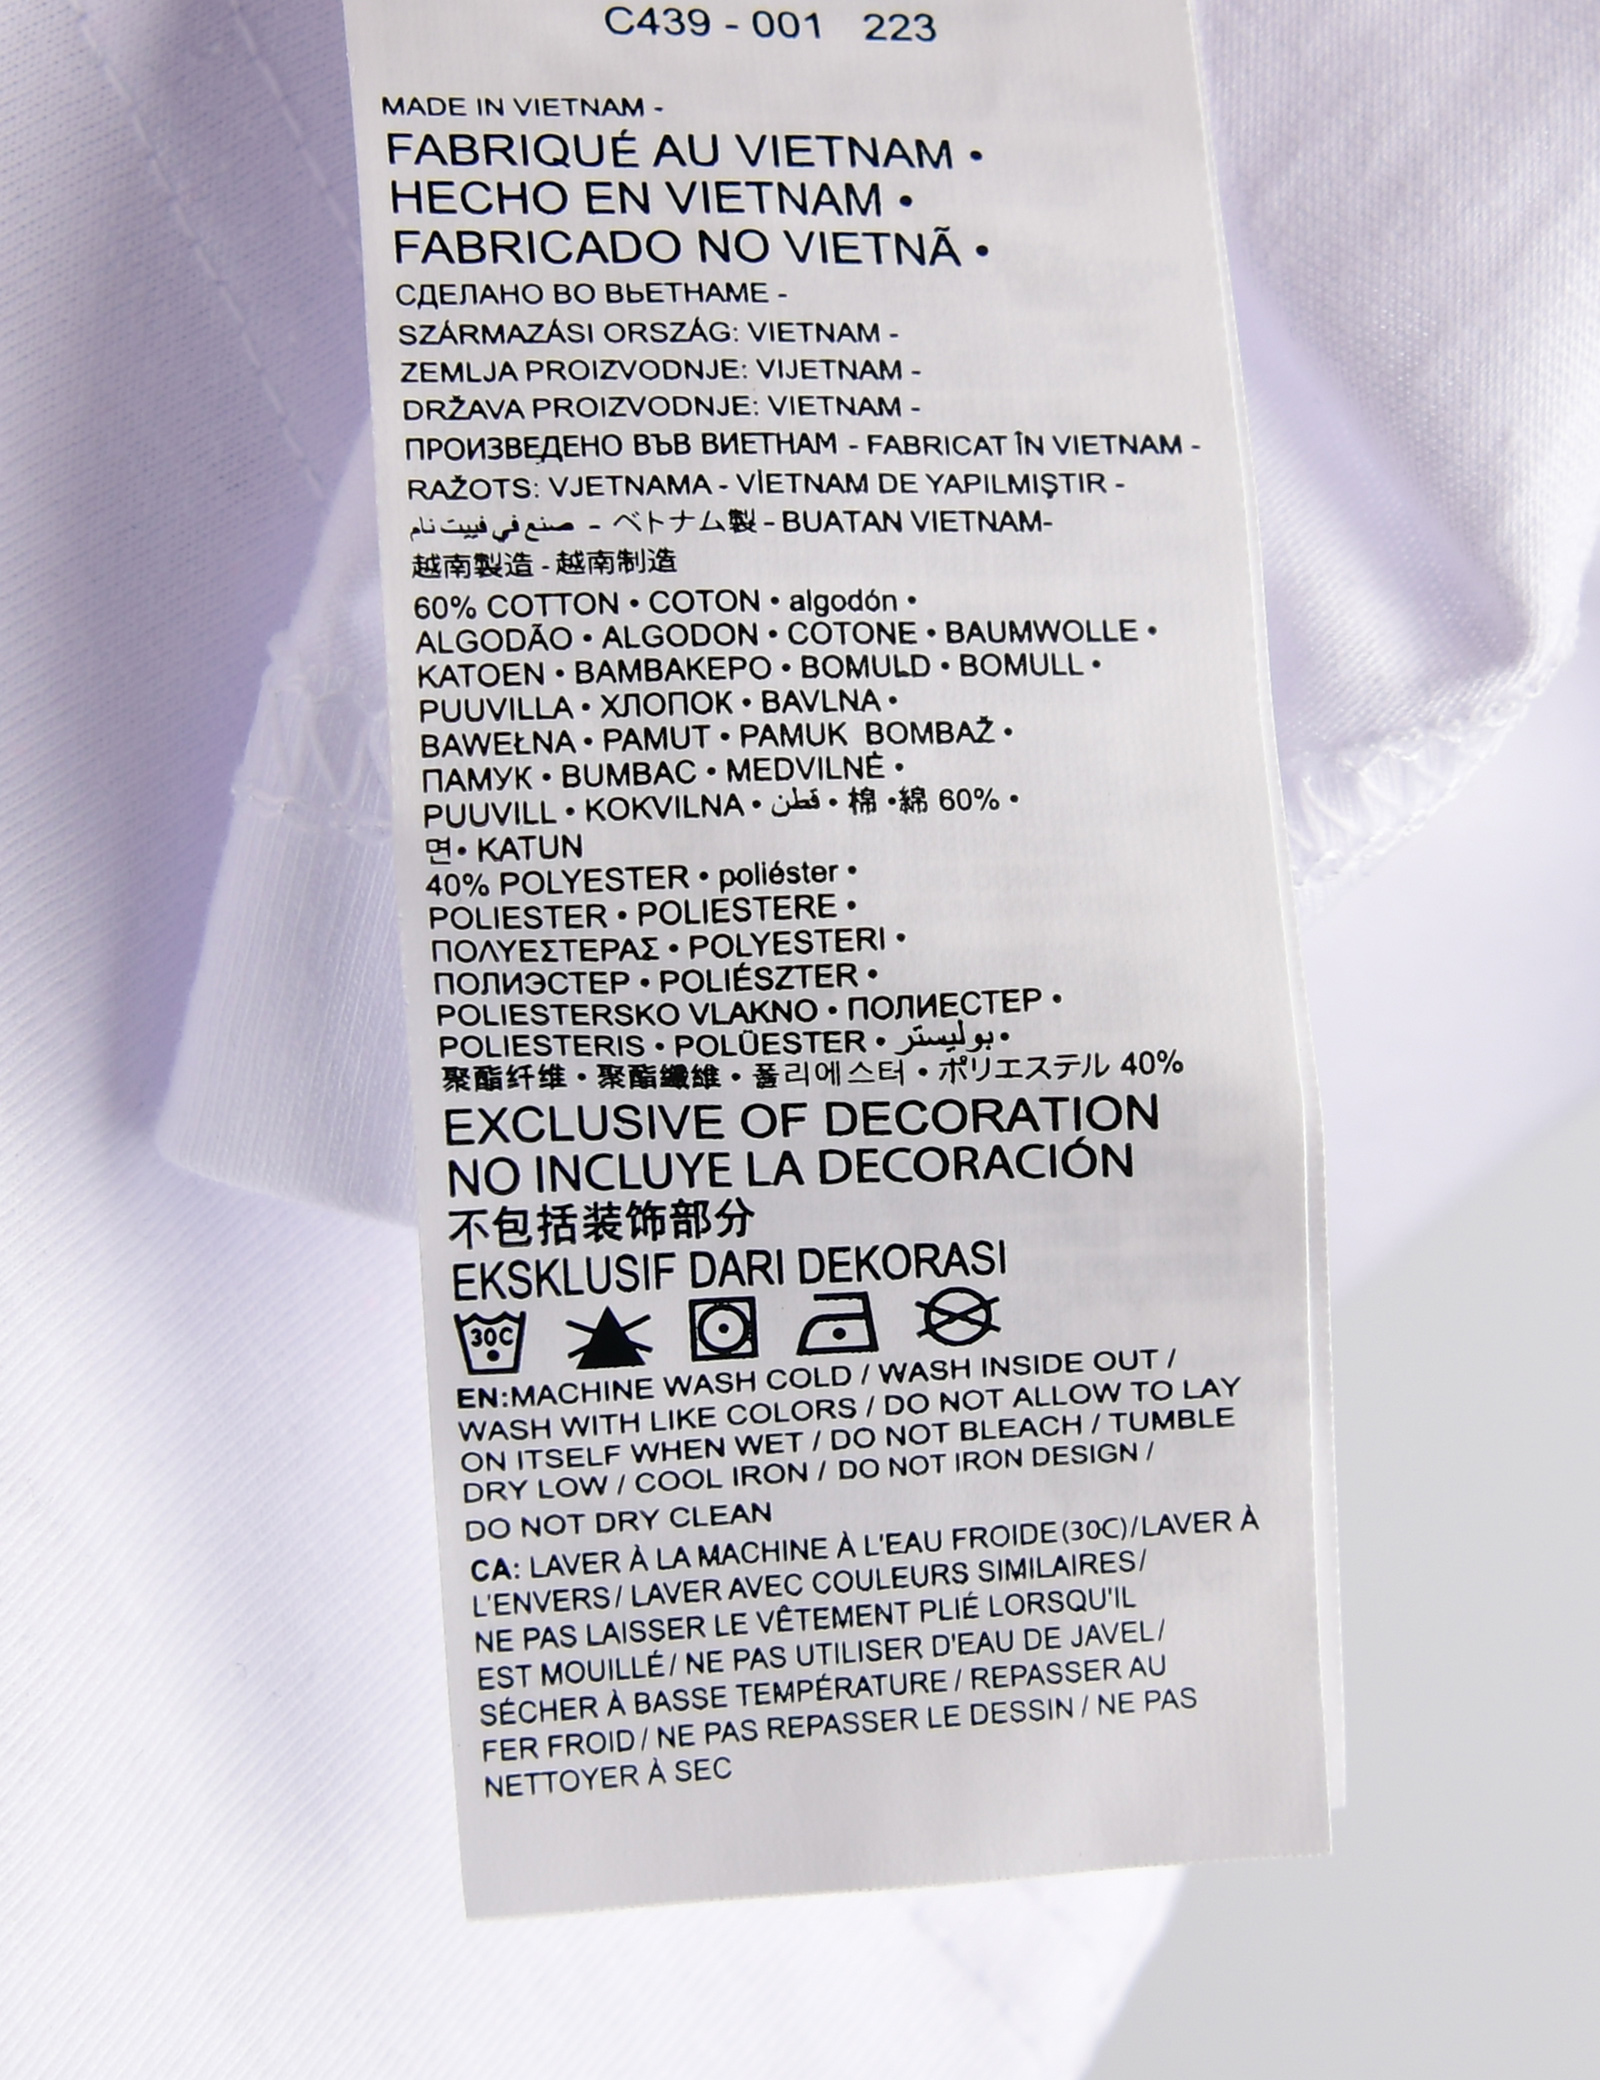 C439 - 001 223
MADE IN VIETNAM -
FABRIQUÉ AU VIETNAM •
HECHO EN VIETNAM •
FABRICADO NO VIETNÃ •
СДЕЛАНО ВО ВЬЕТНАМЕ -
SZÁRMAZÁSI ORSZÁG: VIETNAM -
ZEMLJA PROIZVODNJE: VIJETNAM -
DRŽAVA PROIZVODNJE: VIETNAM -
ПРОИЗВЕДЕНО ВЪВ ВИЕТНАМ - FABRICAT ÎN VIETNAM -
RAŽOTS: VJETNAMA - VİETNAM DE YAPILMIŞTIR -
صنع في فييت نام - ベトナム製 - BUATAN VIETNAM-
越南製造 - 越南制造
60% COTTON • COTON • algodón •
ALGODÃO • ALGODON • COTONE • BAUMWOLLE •
KATOEN • ΒΑΜΒΑΚΕΡΟ • BOMULD • BOMULL •
PUUVILLA • ХЛОПОК • BAVLNA •
BAWEŁNA • PAMUT • PAMUK BOMBAŽ •
ПАМУК • BUMBAC • MEDVILNĖ •
PUUVILL • KOKVILNA • قطن • 棉 •綿 60% •
면• KATUN
40% POLYESTER • poliéster •
POLIESTER • POLIESTERE •
ΠΟΛΥΕΣΤΕΡΑΣ • POLYESTERI •
ПОЛИЭСТЕР • POLIÉSZTER •
POLIESTERSKO VLAKNO • ПОЛИЕСТЕР •
POLIESTERIS • POLÜESTER • بوليستر •
聚酯纤维 • 聚酯纖維 • 폴리에스터 • ポリエステル 40%
EXCLUSIVE OF DECORATION
NO INCLUYE LA DECORACIÓN
不包括装饰部分
EKSKLUSIF DARI DEKORASI
30C
EN:MACHINE WASH COLD / WASH INSIDE OUT /
WASH WITH LIKE COLORS / DO NOT ALLOW TO LAY
ON ITSELF WHEN WET / DO NOT BLEACH / TUMBLE
DRY LOW / COOL IRON / DO NOT IRON DESIGN /
DO NOT DRY CLEAN
CA: LAVER À LA MACHINE À L'EAU FROIDE(30C)/LAVER À
L'ENVERS/ LAVER AVEC COULEURS SIMILAIRES/
NE PAS LAISSER LE VÊTEMENT PLIÉ LORSQU'IL
EST MOUILLÉ/ NE PAS UTILISER D'EAU DE JAVEL/
SÉCHER À BASSE TEMPÉRATURE/ REPASSER AU
FER FROID/ NE PAS REPASSER LE DESSIN/ NE PAS
NETTOYER À SEC